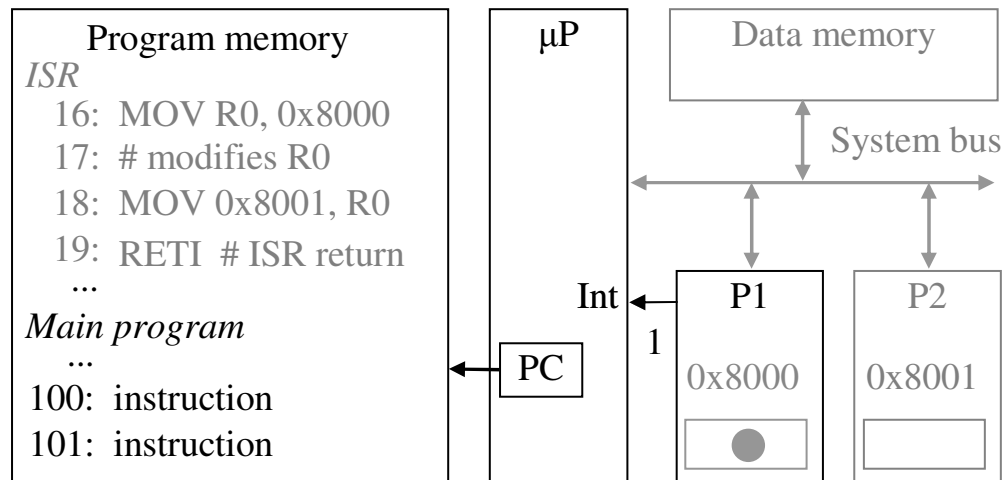 Program memory
ISR
16: MOV R0, 0x8000
17: # modifies R0
18: MOV 0x8001, R0
19: RETI # ISR return
...
Main program
...
100: instruction
101: instruction
μP
Int
PC
Data memory
System bus
1
P1
0x8000
P2
0x8001